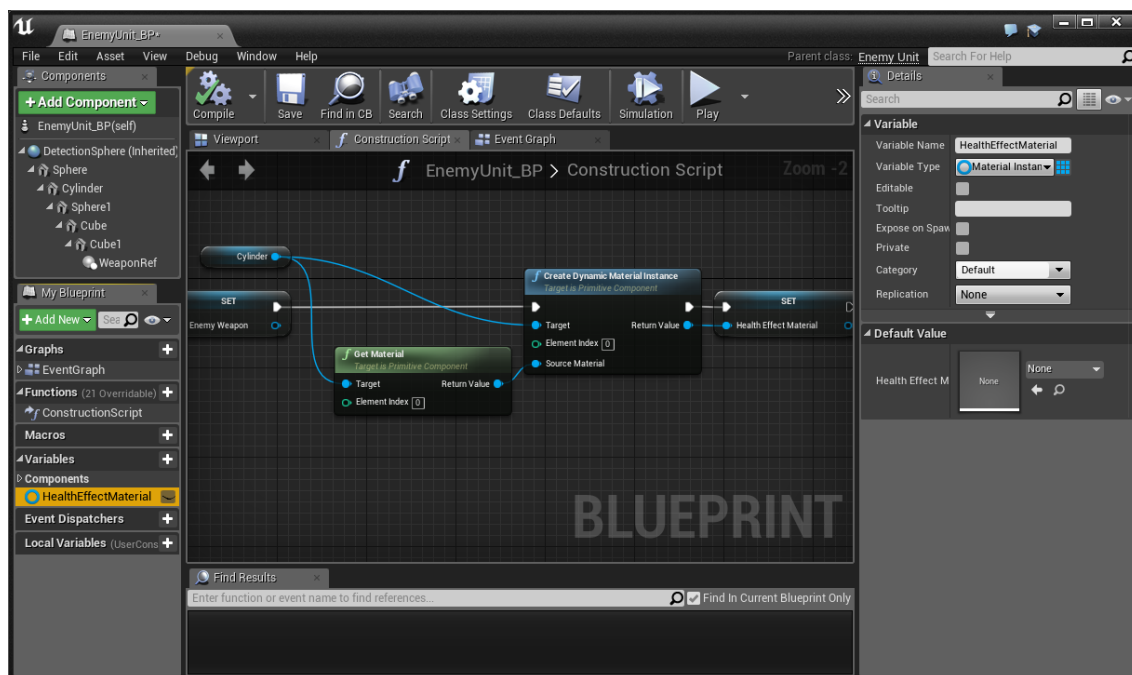 EnemyUnit_BP*
File Edit Asset View Debug Window Help
Parent class: Enemy Unit
Search For Help
Components
+Add Component
EnemyUnit_BP(self)
DetectionSphere (Inherited)
Sphere
Cylinder
Sphere1
Cube
Cube1
WeaponRef
My Blueprint
+Add New
Sea
Graphs
EventGraph
Functions (21 Overridable)
ConstructionScript
Macros
Variables
Components
HealthEffectMaterial
Event Dispatchers
Local Variables (UserCons
Compile Save Find in CB Search Class Settings Class Defaults Simulation Play
Viewport Construction Script Event Graph
EnemyUnit_BP > Construction Script
Zoom -2
Cylinder
SET
Enemy Weapon
Get Material
Target is Primitive Component
Target Return Value
Element Index 0
Create Dynamic Material Instance
Target is Primitive Component
Target Return Value
Element Index 0
Source Material
SET
Health Effect Material
BLUEPRINT
Find Results
Enter function or event name to find references...
Find In Current Blueprint Only
Details
Search
Variable
Variable Name HealthEffectMaterial
Variable Type Material Instan
Editable
Tooltip
Expose on Spaw
Private
Category Default
Replication None
Default Value
Health Effect M None None